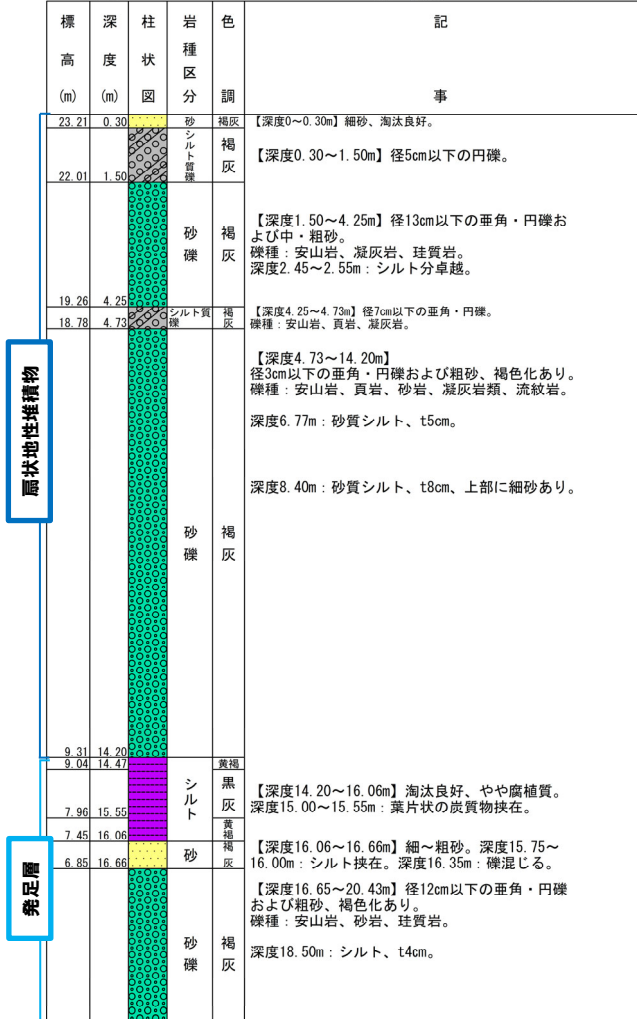 標高(m)
深度(m)
柱状図
岩種区分
色調
記事
23.21 0.30 砂 褐灰 【深度0～0.30m】細砂、淘汰良好。
シルト質礫 褐灰 【深度0.30～1.50m】径5cm以下の円礫。
22.01 1.50
砂礫 褐灰 【深度1.50～4.25m】径13cm以下の亜角・円礫お
よび中・粗砂。
礫種：安山岩、凝灰岩、珪質岩。
深度2.45～2.55m：シルト分卓越。
19.26 4.25
シルト質礫 褐灰 【深度4.25～4.73m】径7cm以下の亜角・円礫。
18.78 4.73 礫種：安山岩、頁岩、凝灰岩。
扇状地性堆積物
【深度4.73～14.20m】
径3cm以下の亜角・円礫および粗砂、褐色化あり。
礫種：安山岩、頁岩、砂岩、凝灰岩類、流紋岩。
深度6.77m：砂質シルト、t5cm。
深度8.40m：砂質シルト、t8cm、上部に細砂あり。
砂礫 褐灰
9.31 14.20
9.04 14.47 黄褐
シルト 黒灰 【深度14.20～16.06m】淘汰良好、やや腐植質。
7.96 15.55 深度15.00～15.55m：葉片状の炭質物挟在。
7.45 16.06 黄褐
発足層
砂 褐灰 【深度16.06～16.66m】細～粗砂。深度15.75～
6.85 16.66 16.00m：シルト挟在。深度16.35m：礫混じる。
【深度16.65～20.43m】径12cm以下の亜角・円礫
および粗砂、褐色化あり。
礫種：安山岩、砂岩、珪質岩。
砂礫 褐灰
深度18.50m：シルト、t4cm。